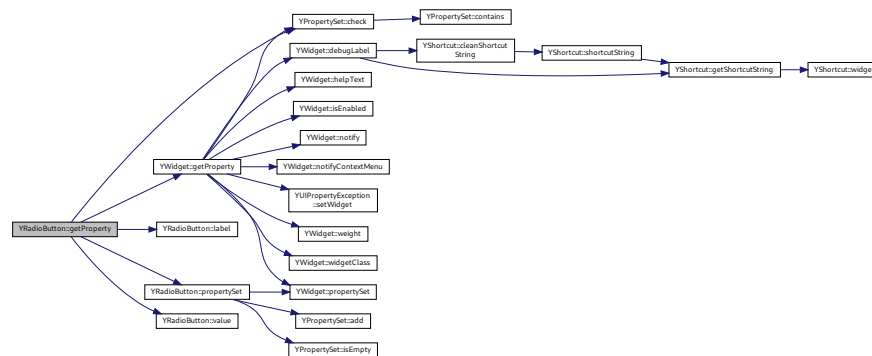 YPropertySet::check
YPropertySet::contains
YWidget::debugLabel
YShortcut::cleanShortcut
String
YShortcut::shortcutString
YShortcut::getShortcutString
YShortcut::widget
YWidget::helpText
YWidget::isEnabled
YWidget::notify
YWidget::getProperty
YWidget::notifyContextMenu
YUIPropertyException
::setWidget
YRadioButton::getProperty
YRadioButton::label
YWidget::weight
YWidget::widgetClass
YRadioButton::propertySet
YWidget::propertySet
YRadioButton::value
YPropertySet::add
YPropertySet::isEmpty